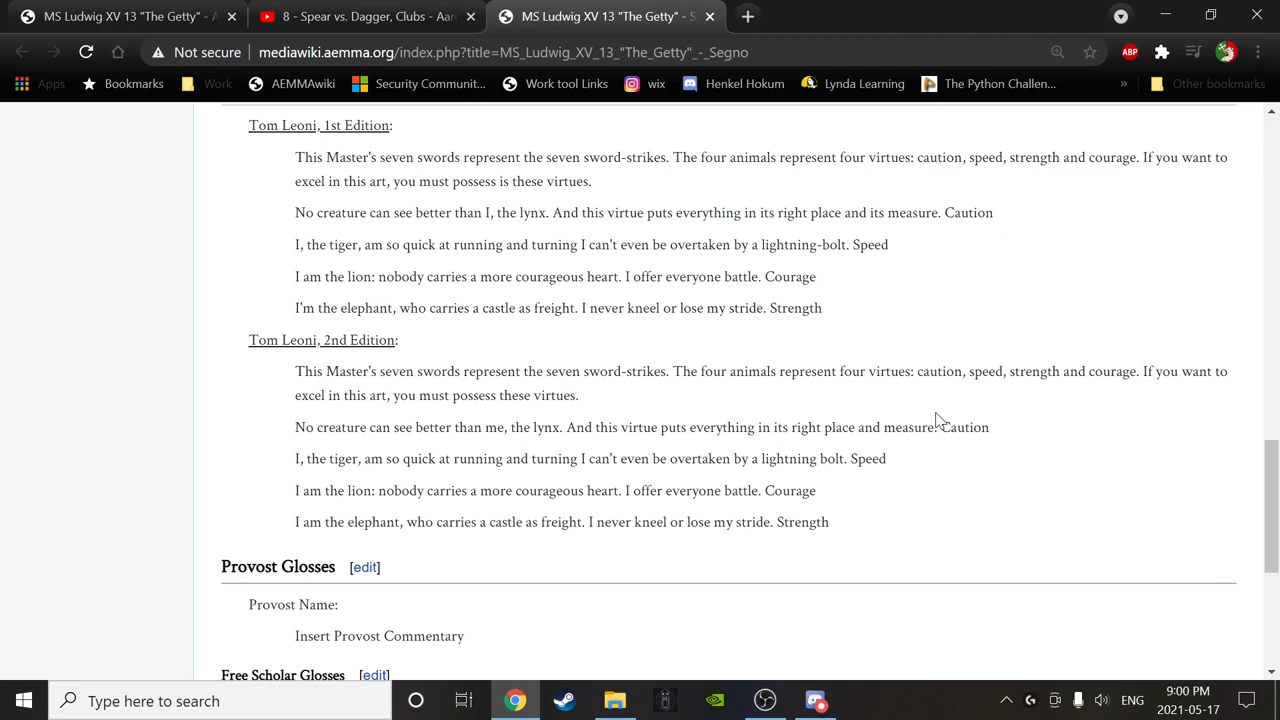 MS Ludwig XV 13 "The Getty" - A
8 - Spear vs. Dagger, Clubs - Aar
MS Ludwig XV 13 "The Getty" - S
Not secure
mediawiki.aemma.org/index.php?title=MS_Ludwig_XV_13_"The_Getty"_-_Segno
ABP
Apps
Bookmarks
Work
AEMMAwiki
Security Communit...
Work tool Links
wix
Henkel Hokum
Lynda Learning
The Python Challen...
»
Other bookmarks
Tom Leoni, 1st Edition:
This Master's seven swords represent the seven sword-strikes. The four animals represent four virtues: caution, speed, strength and courage. If you want to
excel in this art, you must possess is these virtues.
No creature can see better than I, the lynx. And this virtue puts everything in its right place and its measure. Caution
I, the tiger, am so quick at running and turning I can't even be overtaken by a lightning-bolt. Speed
I am the lion: nobody carries a more courageous heart. I offer everyone battle. Courage
I'm the elephant, who carries a castle as freight. I never kneel or lose my stride. Strength
Tom Leoni, 2nd Edition:
This Master's seven swords represent the seven sword-strikes. The four animals represent four virtues: caution, speed, strength and courage. If you want to
excel in this art, you must possess these virtues.
No creature can see better than me, the lynx. And this virtue puts everything in its right place and measure. Caution
I, the tiger, am so quick at running and turning I can't even be overtaken by a lightning bolt. Speed
I am the lion: nobody carries a more courageous heart. I offer everyone battle. Courage
I am the elephant, who carries a castle as freight. I never kneel or lose my stride. Strength
Provost Glosses [edit]
Provost Name:
Insert Provost Commentary
Free Scholar Glosses [edit]
Type here to search
ENG
9:00 PM
2021-05-17